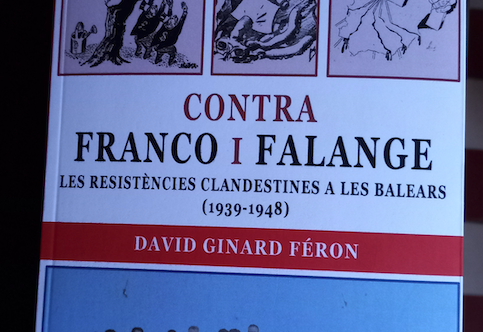 CONTRA
FRANCO I FALANGE
LES RESISTÈNCIES CLANDESTINES A LES BALEARS
(1939-1948)
DAVID GINARD FÉRON